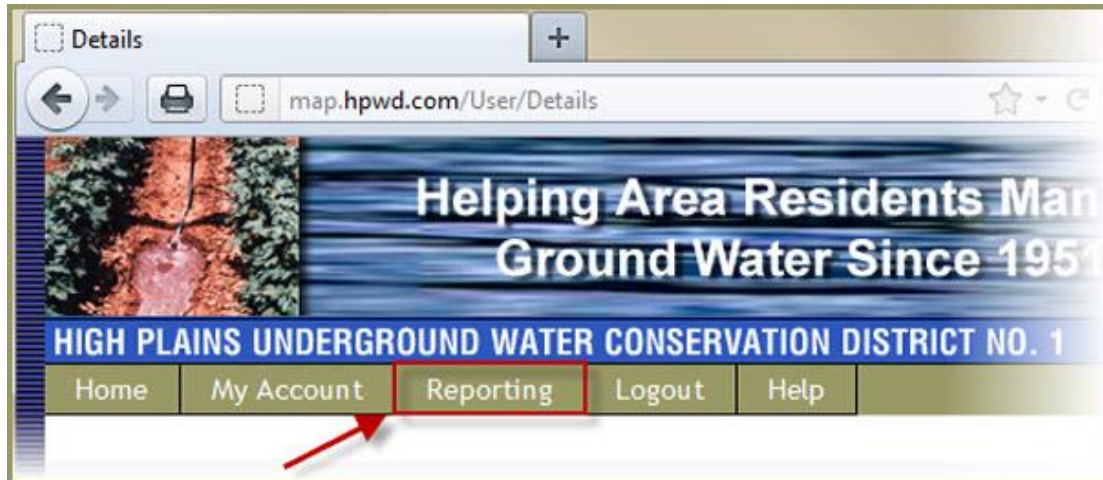 Details
map.hpwd.com/User/Details
Helping Area Residents Man
Ground Water Since 1951
HIGH PLAINS UNDERGROUND WATER CONSERVATION DISTRICT NO. 1
Home My Account Reporting Logout Help